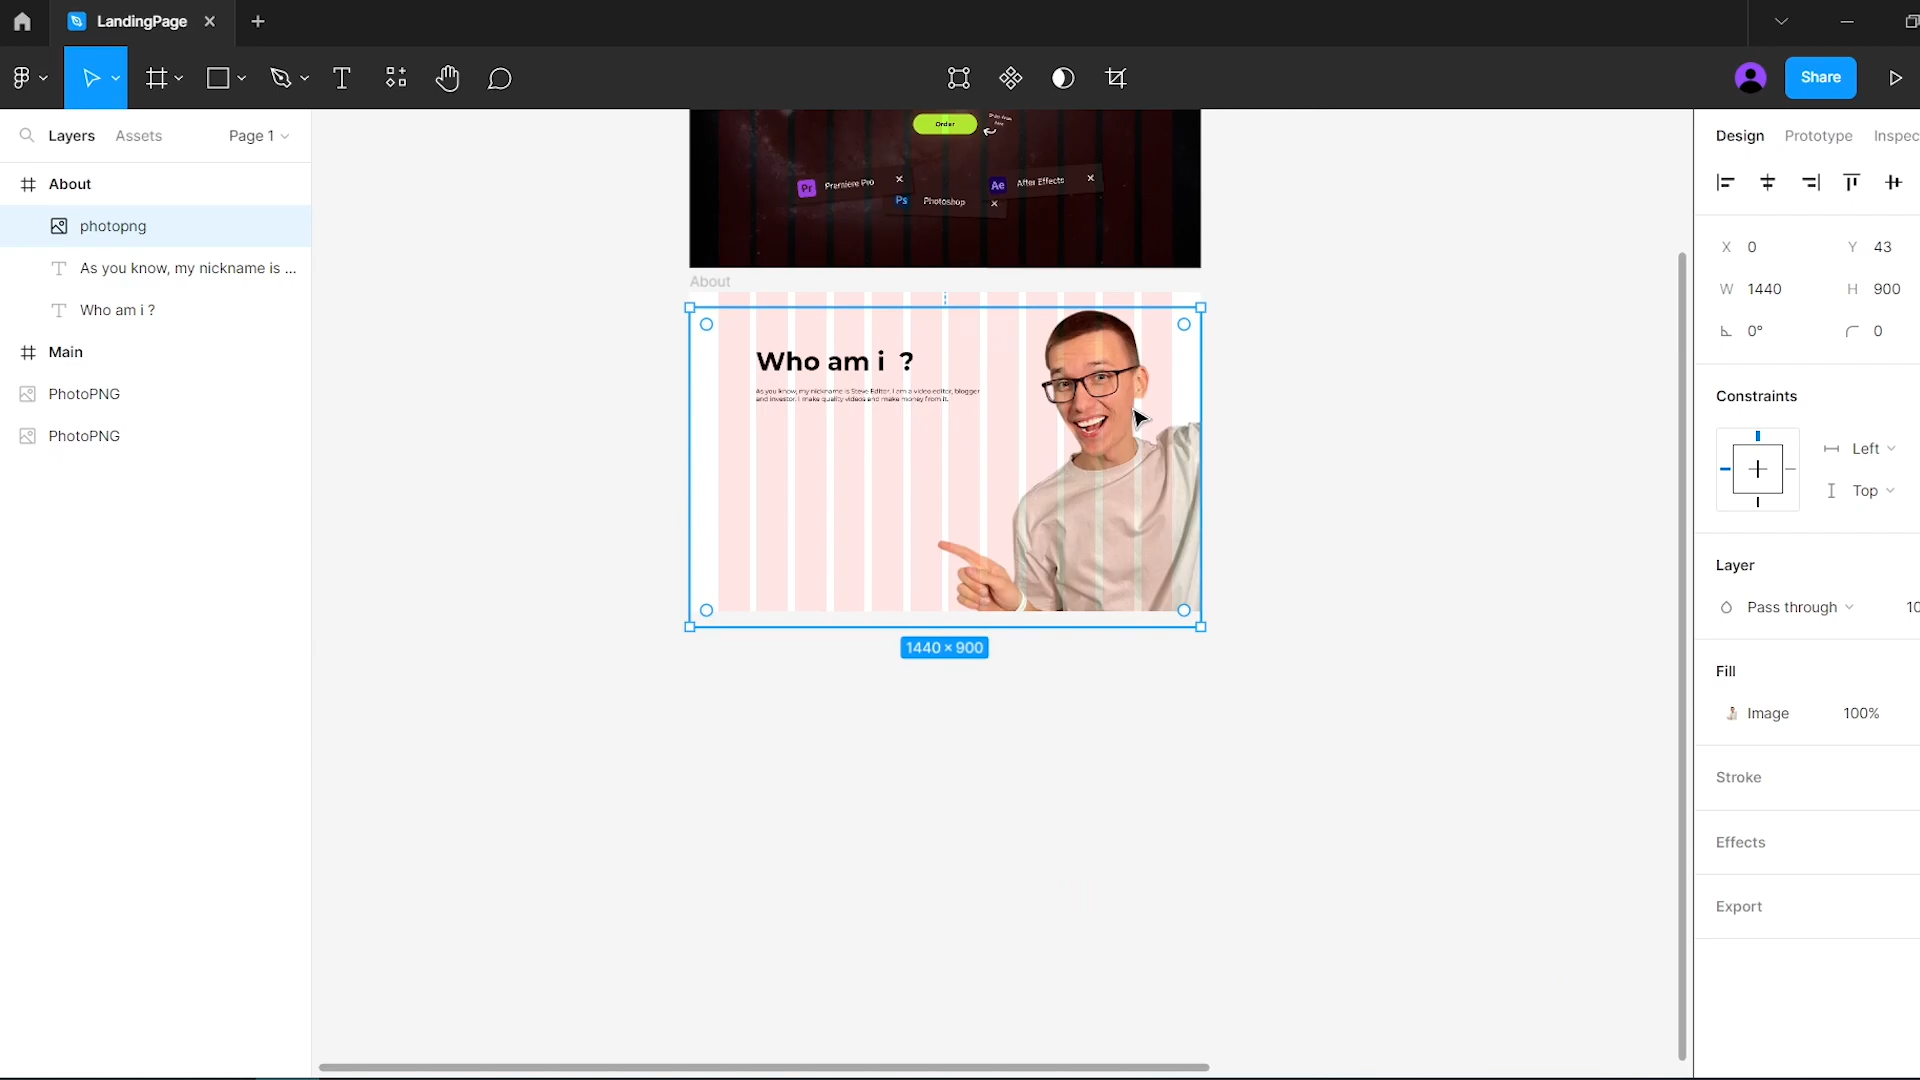 LandingPage
Share
Layers
Assets
Page 1
About
photopng
As you know, my nickname is ...
Who am i ?
Main
PhotoPNG
PhotoPNG
Order
Pr Premiere Pro
Ae After Effects
Ps Photoshop
About
Who am i ?
As you know, my nickname is Steve Editor. I am a video editor, blogger
and investor. I make quality videos and make money from it.
1440 × 900
Design
Prototype
Inspec
X 0
Y 43
W 1440
H 900
0°
0
Constraints
Left
Top
Layer
Pass through
10
Fill
Image
100%
Stroke
Effects
Export